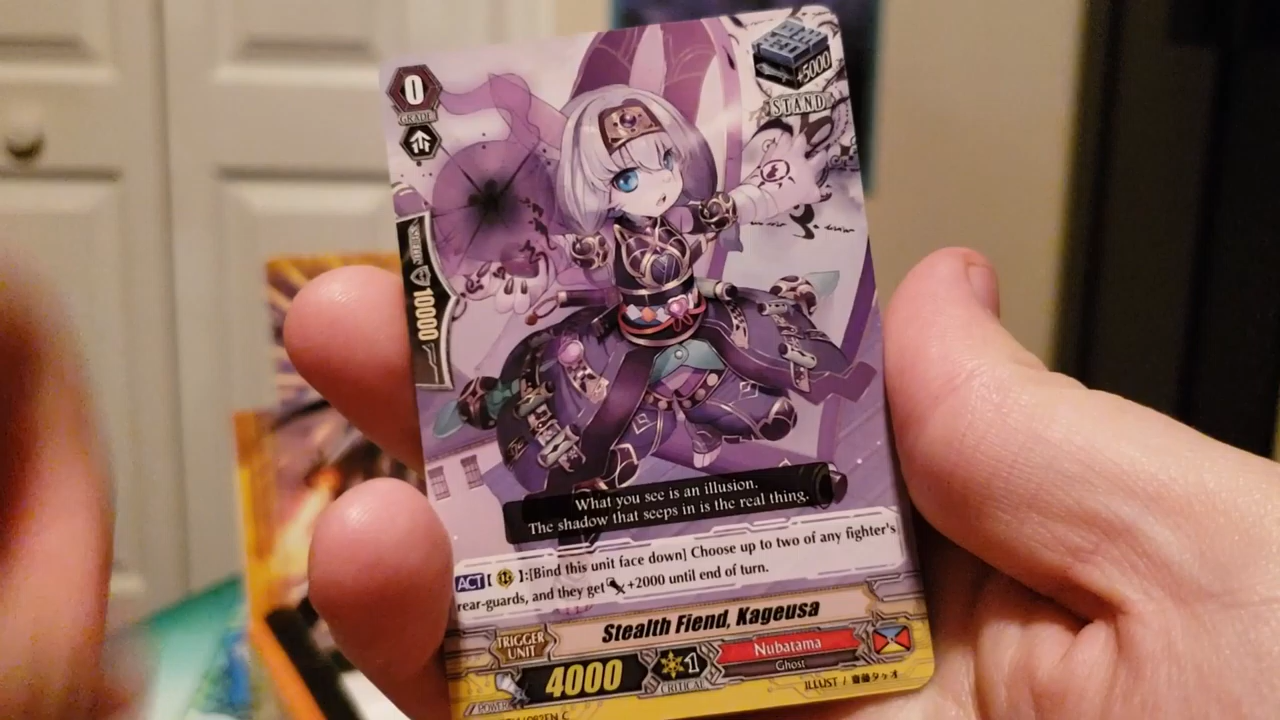 0
GRADE
+5000
STAND
10000
What you see is an illusion.
The shadow that seeps in is the real thing.
ACT【 】:[Bind this unit face down] Choose up to two of any fighter's
rear-guards, and they get +2000 until end of turn.
TRIGGER
UNIT
Stealth Fiend, Kageusa
Nubatama
Ghost
POWER
4000
1
CRITICAL
ILLUST / 齋藤タケオ